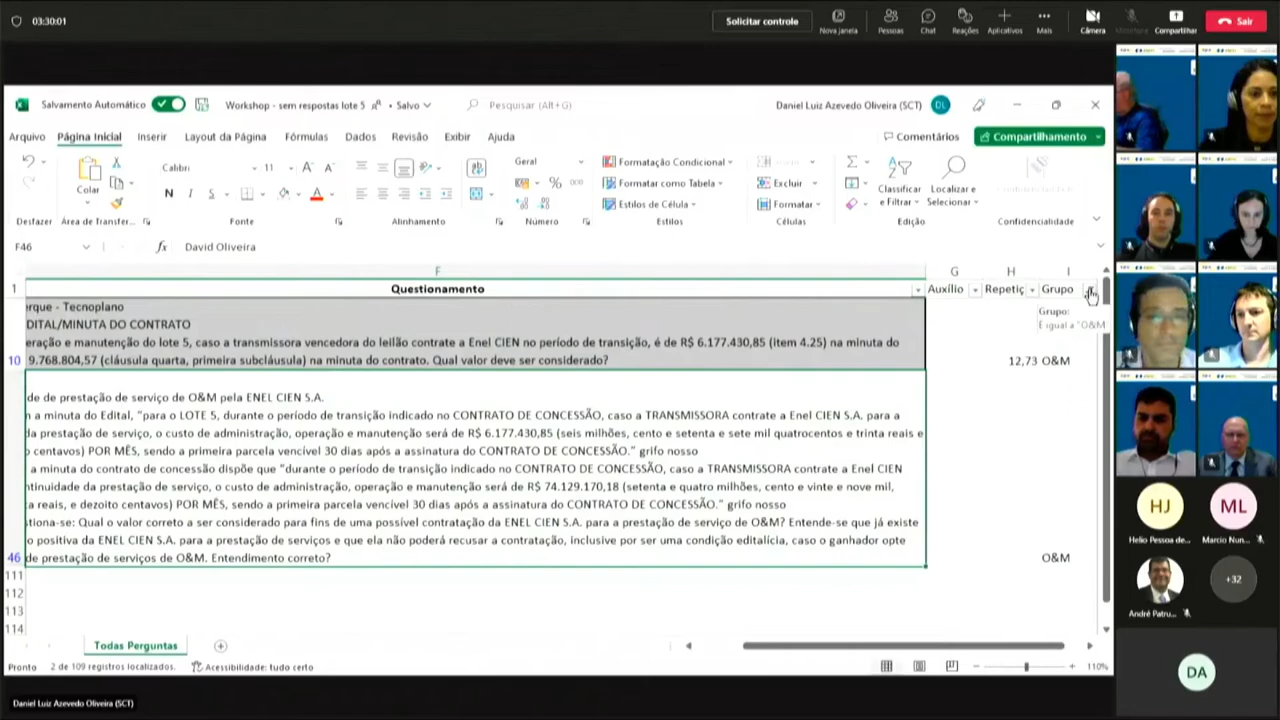 03:30:01
Solicitar controle
Nova janela
Pessoas
Chat
Reações
Aplicativos
Mais
Câmera
Compartilhar
Sair
Salvamento Automático
Workshop - sem respostas lote 5
• Salvo
Pesquisar (Alt+G)
Daniel Luiz Azevedo Oliveira (SCT)
DL
Arquivo
Página Inicial
Inserir
Layout da Página
Fórmulas
Dados
Revisão
Exibir
Ajuda
Comentários
Compartilhamento
Colar
Calibri
11
Geral
Formatação Condicional
Formatar como Tabela
Estilos de Célula
Excluir
Formatar
Classificar e Filtrar
Localizar e Selecionar
Desfazer
Área de Transfer...
Fonte
Alinhamento
Número
Estilos
Células
Edição
Confidencialidade
F46
fx
David Oliveira
F
G
H
I
1
Questionamento
Auxílio
Repetiç
Grupo
Grupo:
É igual a "O&M
rque - Tecnoplano
DITAL/MINUTA DO CONTRATO
eração e manutenção do lote 5, caso a transmissora vencedora do leilão contrate a Enel CIEN no período de transição, é de R$ 6.177.430,85 (item 4.25) na minuta do
10
9.768.804,57 (cláusula quarta, primeira subcláusula) na minuta do contrato. Qual valor deve ser considerado?
12,73
O&M
de de prestação de serviço de O&M pela ENEL CIEN S.A.
n a minuta do Edital, "para o LOTE 5, durante o período de transição indicado no CONTRATO DE CONCESSÃO, caso a TRANSMISSORA contrate a Enel CIEN S.A. para a
da prestação de serviço, o custo de administração, operação e manutenção será de R$ 6.177.430,85 (seis milhões, cento e setenta e sete mil quatrocentos e trinta reais e
o centavos) POR MÊS, sendo a primeira parcela vencível 30 dias após a assinatura do CONTRATO DE CONCESSÃO." grifo nosso
a minuta do contrato de concessão dispõe que "durante o período de transição indicado no CONTRATO DE CONCESSÃO, caso a TRANSMISSORA contrate a Enel CIEN
ntinuidade da prestação de serviço, o custo de administração, operação e manutenção será de R$ 74.129.170,18 (setenta e quatro milhões, cento e vinte e nove mil,
a reais, e dezoito centavos) POR MÊS, sendo a primeira parcela vencível 30 dias após a assinatura do CONTRATO DE CONCESSÃO." grifo nosso
tiona-se: Qual o valor correto a ser considerado para fins de uma possível contratação da ENEL CIEN S.A. para a prestação de serviço de O&M? Entende-se que já existe
o positiva da ENEL CIEN S.A. para a prestação de serviços e que ela não poderá recusar a contratação, inclusive por ser uma condição editalícia, caso o ganhador opte
46
de prestação de serviços de O&M. Entendimento correto?
O&M
111
112
113
114
Todas Perguntas
Pronto
2 de 109 registros localizados.
Acessibilidade: tudo certo
110%
Daniel Luiz Azevedo Oliveira (SCT)
HJ
ML
Helio Pessoa de...
Marcio Nun...
André Patru...
+32
DA